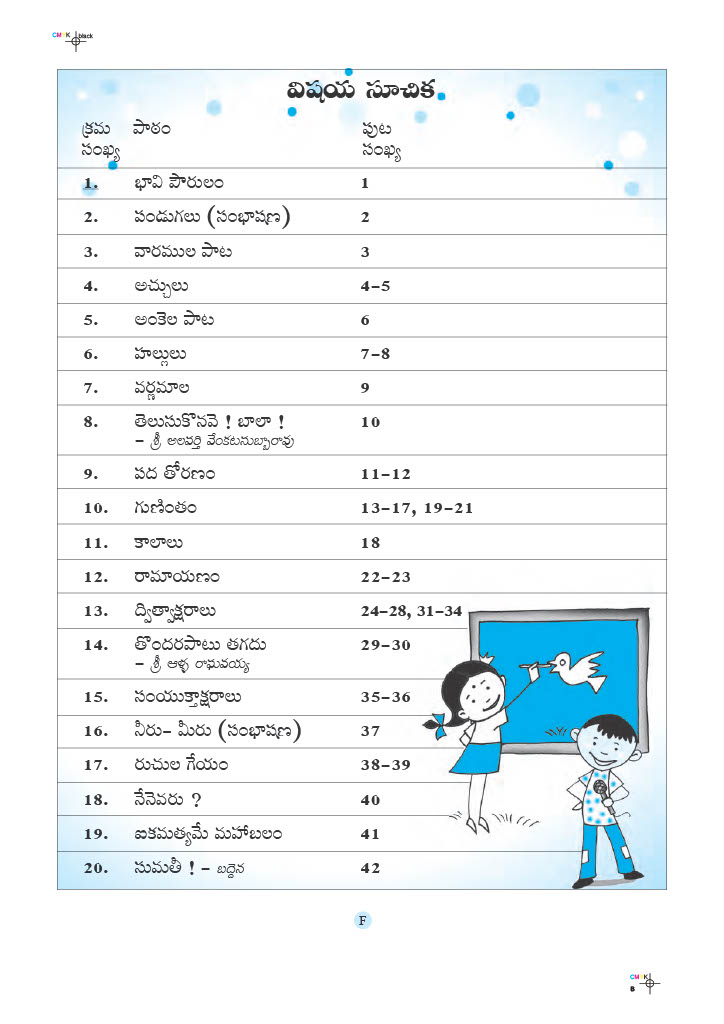 CMYK black
విషయ సూచిక
క్రమ పాఠం పుట
సంఖ్య సంఖ్య
1. భావి పౌరులం 1
2. పండుగలు (సంభాషణ) 2
3. వారముల పాట 3
4. అచ్చులు 4-5
5. అంకెల పాట 6
6. హల్లులు 7-8
7. వర్ణమాల 9
8. తెలుసుకొనవె ! బాలా ! 10
- శ్రీ అలపర్తి వేంకటసుబ్బారావు
9. పద తోరణం 11-12
10. గుణింతం 13-17, 19-21
11. కాలాలు 18
12. రామాయణం 22-23
13. ద్విత్వాక్షరాలు 24-28, 31-34
14. తొందరపాటు తగదు 29-30
- శ్రీ ఆళ్ళ రాఘవయ్య
15. సంయుక్తాక్షరాలు 35-36
16. నీరు- మీరు (సంభాషణ) 37
17. రుచుల గేయం 38-39
18. నేనెవరు ? 40
19. ఐకమత్యమే మహాబలం 41
20. సుమతీ ! - బద్దెన 42
F
CMYK
8